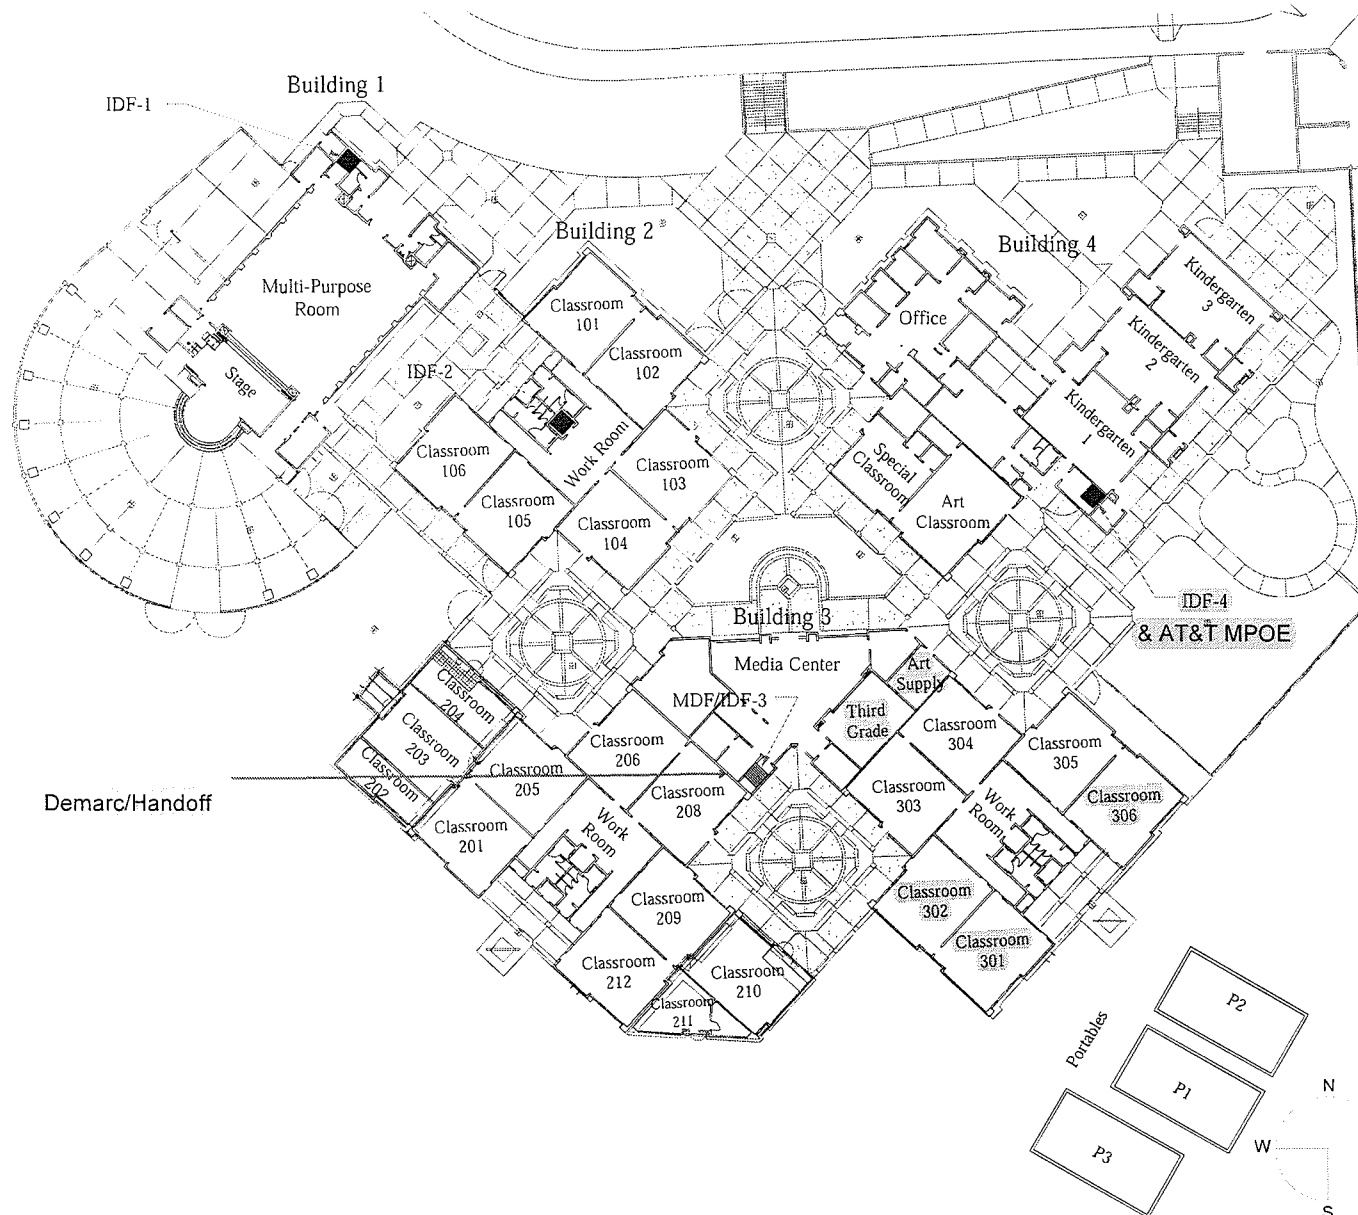 Building 1
IDF-1
Building 2
Building 4
Multi-Purpose
Room
Stage
IDF-2
Classroom
101
Classroom
102
Work Room
Classroom
103
Classroom
104
Classroom
105
Classroom
106
Office
Kindergarten
3
Kindergarten
2
Kindergarten
1
Special
Classroom
Art
Classroom
IDF-4
& AT&T MPOE
Building 3
Media Center
Art
Supply
MDF/IDF-3
Third
Grade
Classroom
204
Classroom
203
Classroom
202
Classroom
205
Classroom
206
Classroom
208
Classroom
201
Work
Room
Classroom
209
Classroom
212
Classroom
211
Classroom
210
Demarc/Handoff
Classroom
304
Classroom
303
Classroom
305
Classroom
306
Work
Room
Classroom
302
Classroom
301
Portables
P2
P1
P3
N
W
S